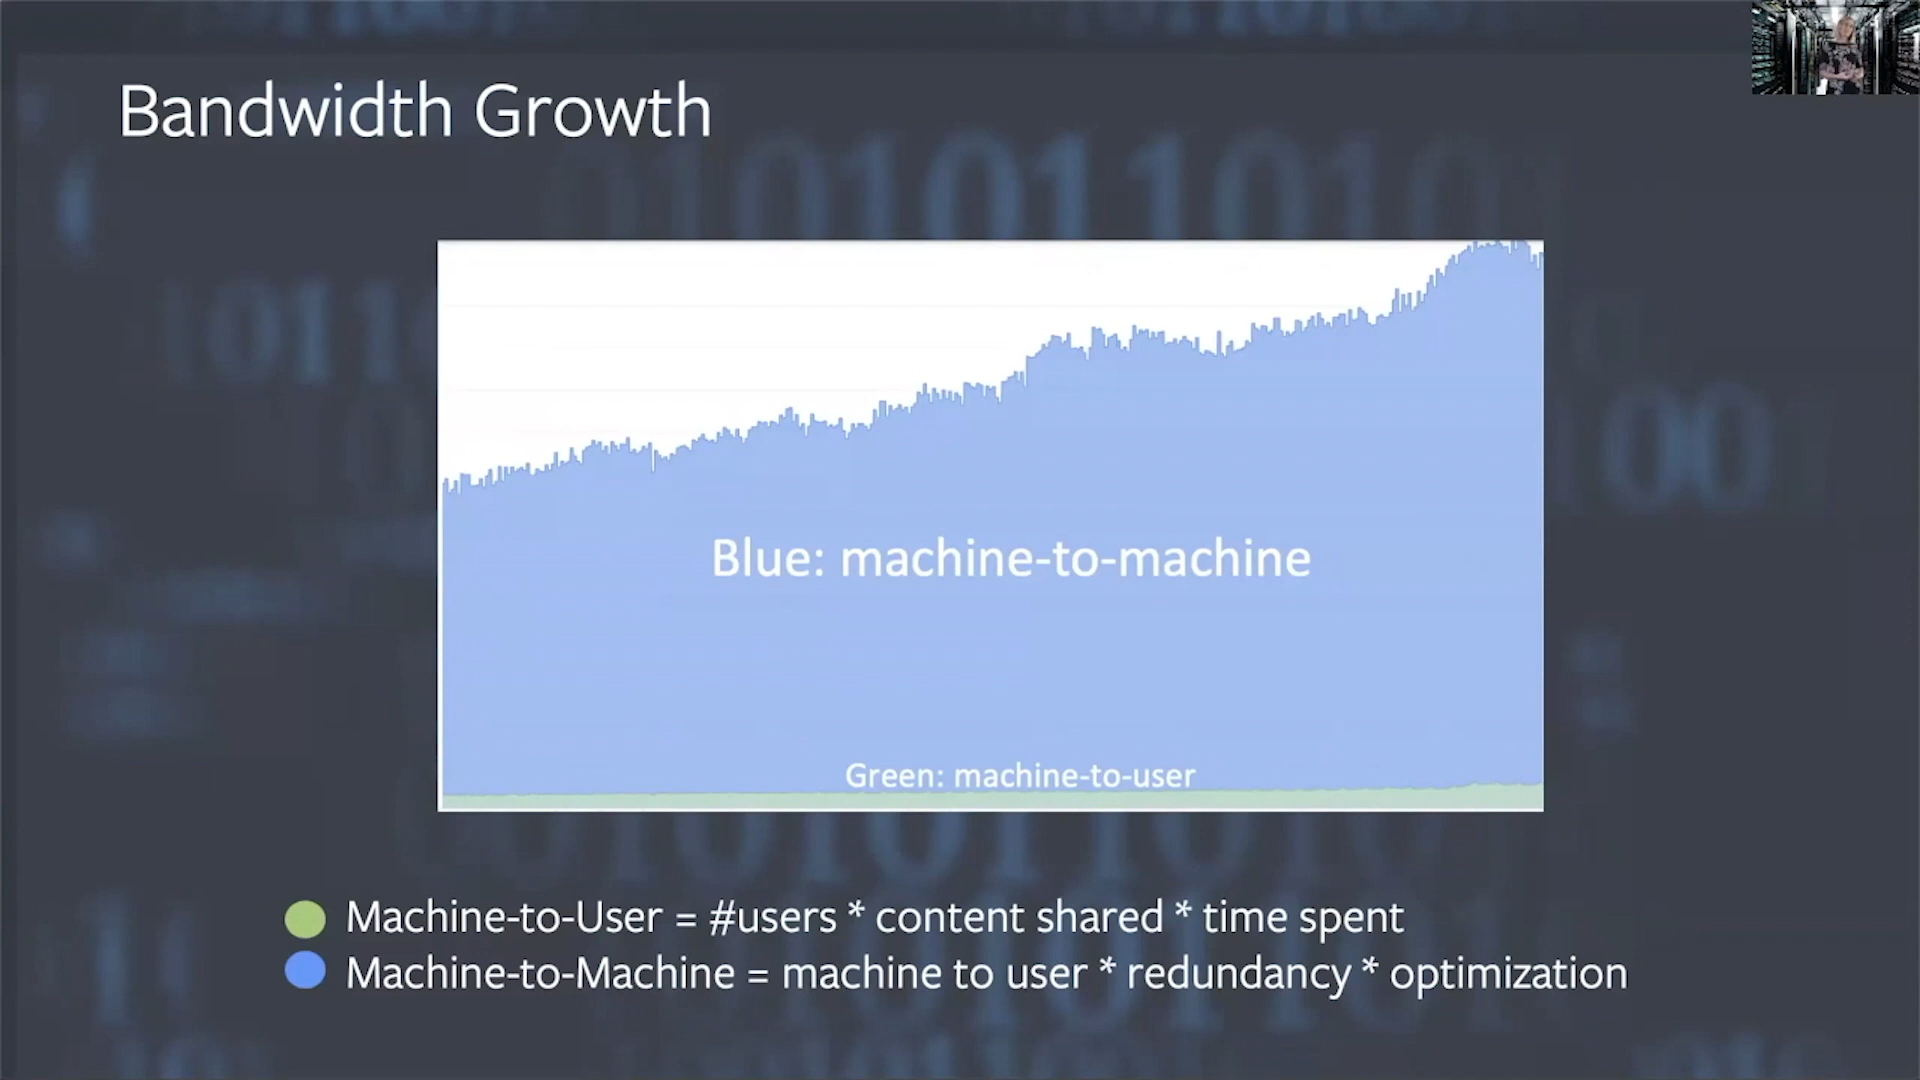 Bandwidth Growth
Blue: machine-to-machine
Green: machine-to-user
Machine-to-User = #users * content shared * time spent
Machine-to-Machine = machine to user * redundancy * optimization